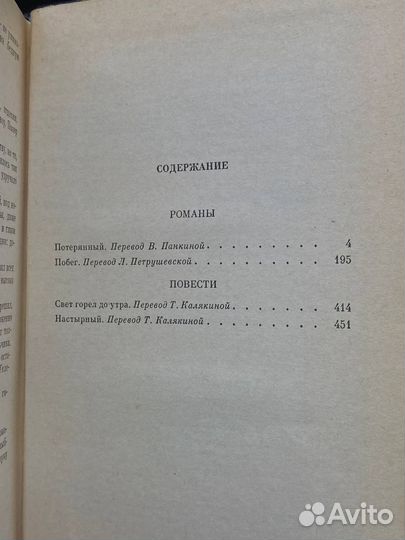 СОДЕРЖАНИЕ
РОМАНЫ
Потерянный. Перевод В. Панкиной . . . . . . . . . 4
Побег. Перевод Л. Петрушевской . . . . . . . . . . 195
ПОВЕСТИ
Свет горел до утра. Перевод Т. Калякиной . . . . . . . 414
Настырный. Перевод Т. Калякиной . . . . . . . . . 451
Avito